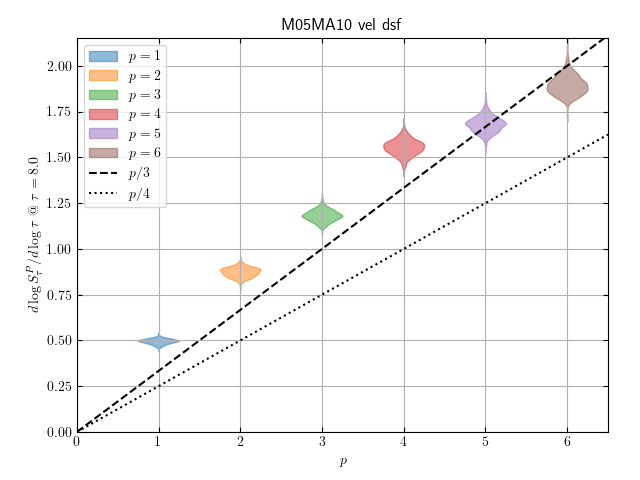 M05MA10 vel dsf
2.00
1.75
1.50
1.25
1.00
0.75
0.50
0.25
0.00
d log S_τ^P / d log τ @ τ = 8.0
p = 1
p = 2
p = 3
p = 4
p = 5
p = 6
p/3
p/4
0 1 2 3 4 5 6
p